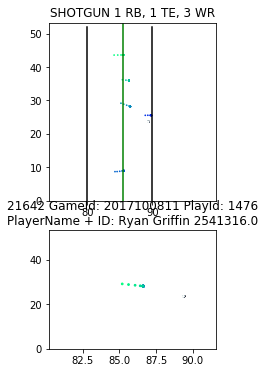 SHOTGUN 1 RB, 1 TE, 3 WR
50
40
30
20
10
0
80 90
21642 GameId: 2017100811 PlayId: 1476
PlayerName + ID: Ryan Griffin 2541316.0
40
20
0
82.5 85.0 87.5 90.0